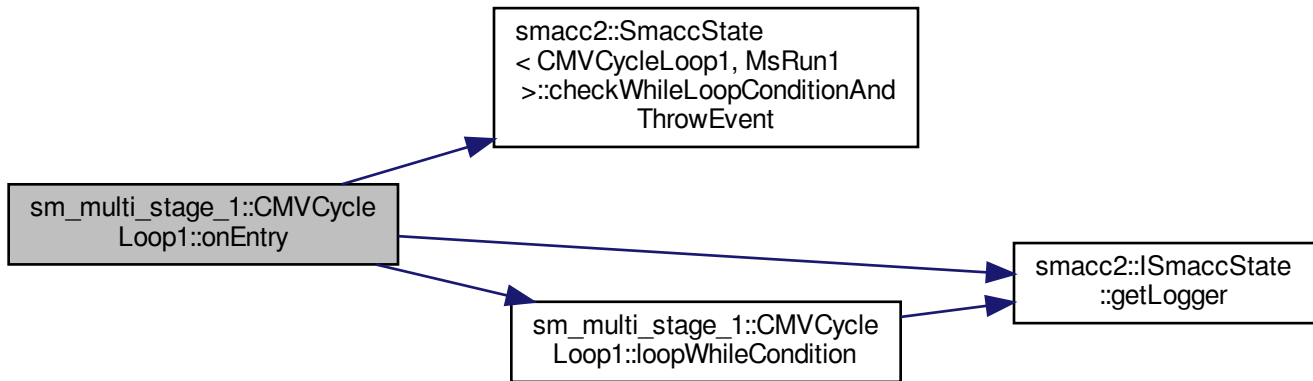 smacc2::SmaccState
< CMVCycleLoop1, MsRun1
>::checkWhileLoopConditionAnd
ThrowEvent
sm_multi_stage_1::CMVCycle
Loop1::onEntry
smacc2::ISmaccState
::getLogger
sm_multi_stage_1::CMVCycle
Loop1::loopWhileCondition